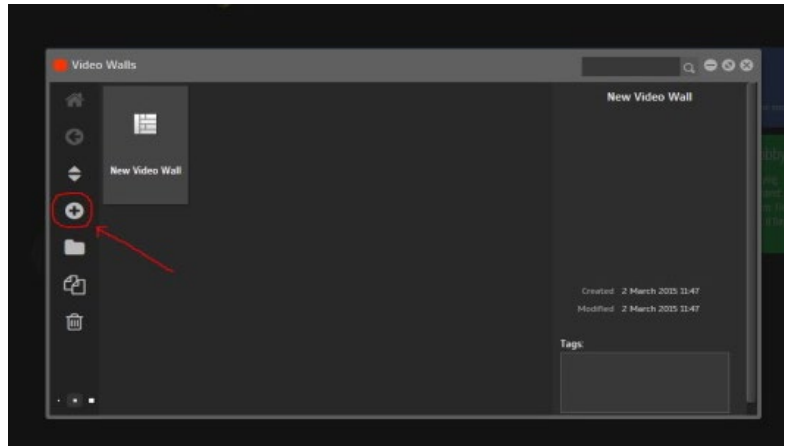 Video Walls
New Video Wall
New Video Wall
Created 2 March 2015 11:47
Modified 2 March 2015 11:47
Tags: